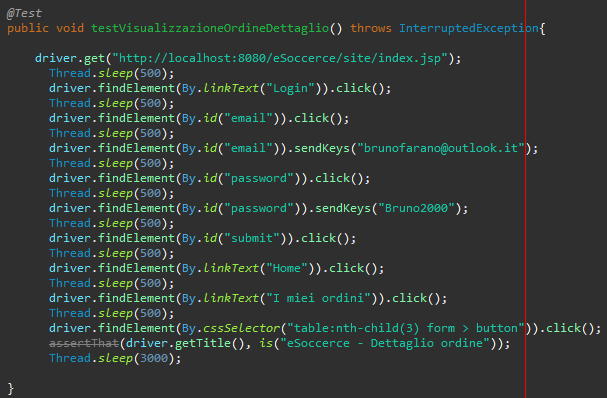 @Test
public void testVisualizzazioneOrdineDettaglio() throws InterruptedException{
driver.get("http://localhost:8080/eSoccerce/site/index.jsp");
Thread.sleep(500);
driver.findElement(By.linkText("Login")).click();
Thread.sleep(500);
driver.findElement(By.id("email")).click();
Thread.sleep(500);
driver.findElement(By.id("email")).sendKeys("brunofarano@outlook.it");
Thread.sleep(500);
driver.findElement(By.id("password")).click();
Thread.sleep(500);
driver.findElement(By.id("password")).sendKeys("Bruno2000");
Thread.sleep(500);
driver.findElement(By.id("submit")).click();
Thread.sleep(500);
driver.findElement(By.linkText("Home")).click();
Thread.sleep(500);
driver.findElement(By.linkText("I miei ordini")).click();
Thread.sleep(500);
driver.findElement(By.cssSelector("table:nth-child(3) form > button")).click();
assertThat(driver.getTitle(), is("eSoccerce - Dettaglio ordine"));
Thread.sleep(3000);
}